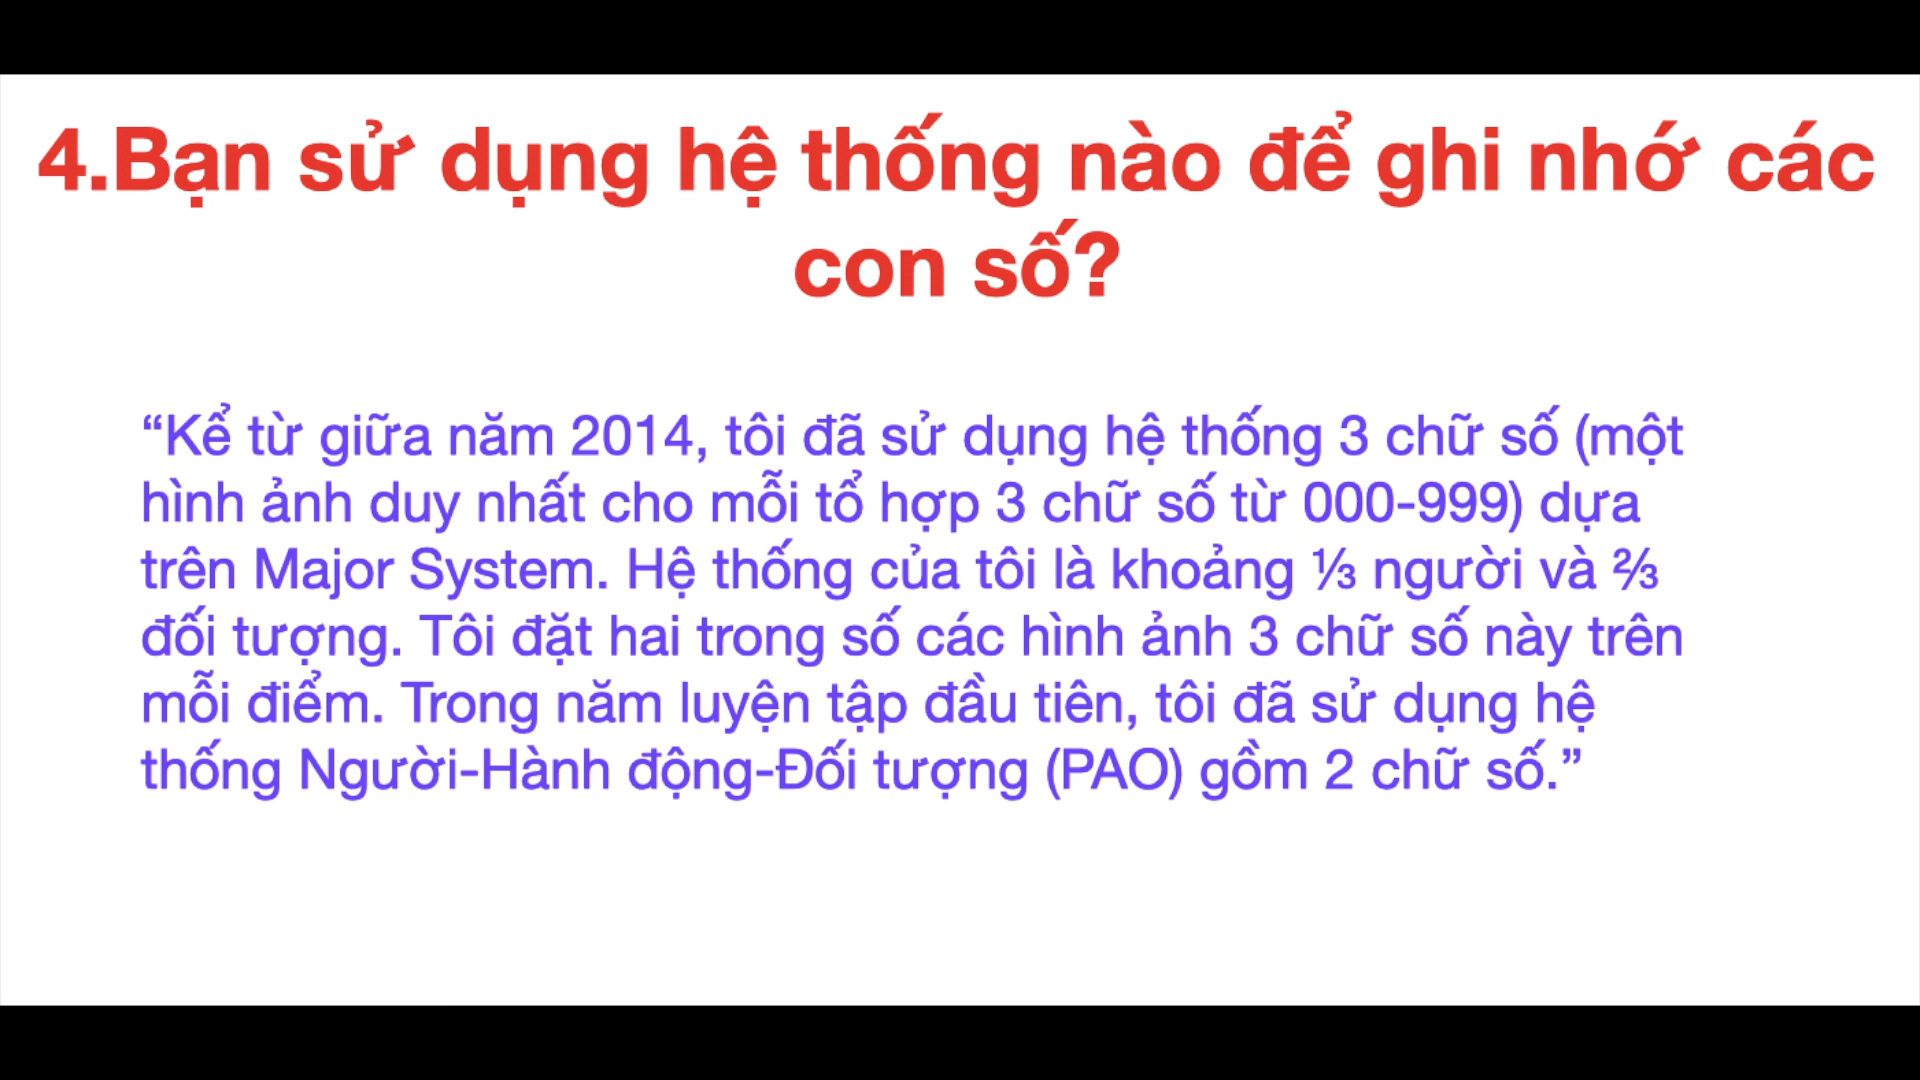 4.Bạn sử dụng hệ thống nào để ghi nhớ các
con số?
“Kể từ giữa năm 2014, tôi đã sử dụng hệ thống 3 chữ số (một
hình ảnh duy nhất cho mỗi tổ hợp 3 chữ số từ 000-999) dựa
trên Major System. Hệ thống của tôi là khoảng ⅓ người và ⅔
đối tượng. Tôi đặt hai trong số các hình ảnh 3 chữ số này trên
mỗi điểm. Trong năm luyện tập đầu tiên, tôi đã sử dụng hệ
thống Người-Hành động-Đối tượng (PAO) gồm 2 chữ số.”